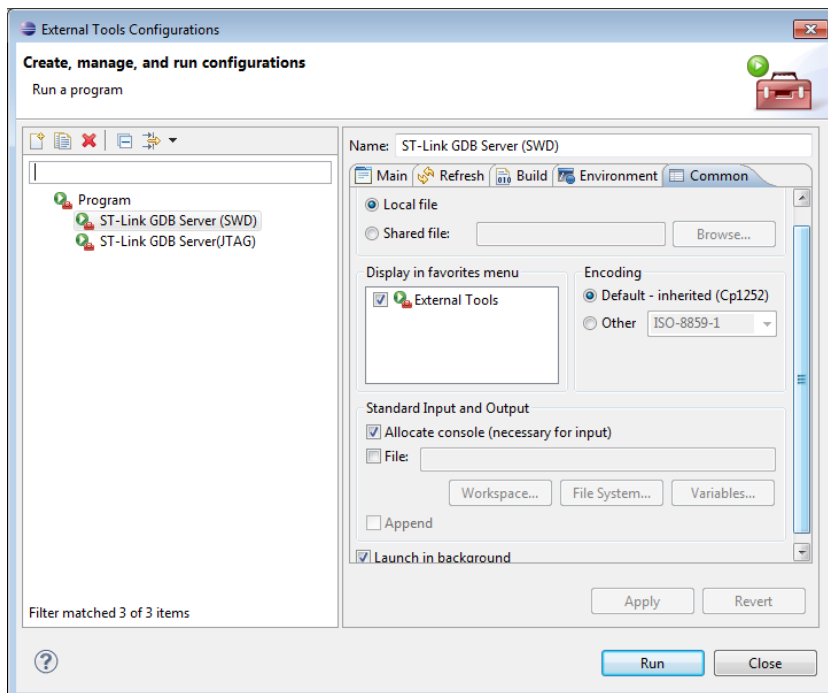 External Tools Configurations
Create, manage, and run configurations
Run a program
Name: ST-Link GDB Server (SWD)
Main Refresh 010 Build Environment Common
Program
ST-Link GDB Server (SWD)
ST-Link GDB Server(JTAG)
Local file
Shared file: Browse...
Display in favorites menu
External Tools
Encoding
Default - inherited (Cp1252)
Other ISO-8859-1
Standard Input and Output
Allocate console (necessary for input)
File:
Workspace... File System... Variables...
Append
Launch in background
Filter matched 3 of 3 items
Apply Revert
? Run Close